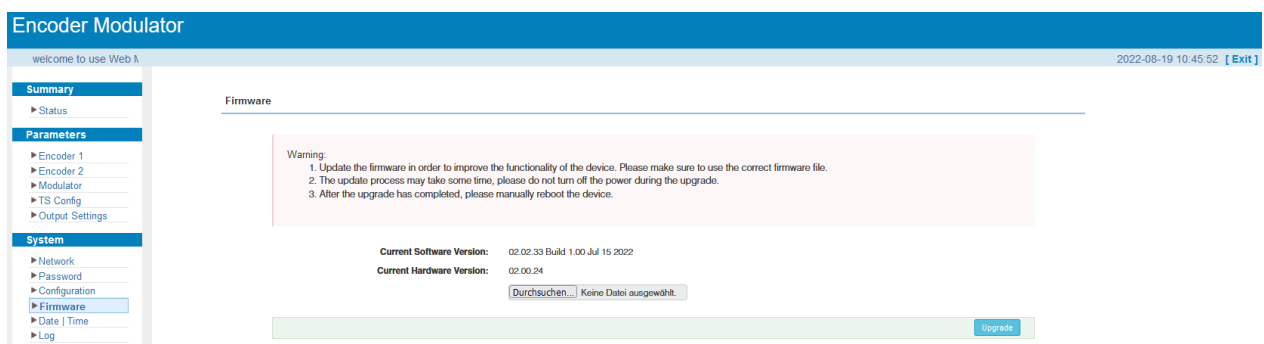 Encoder Modulator
welcome to use Web
2022-08-19 10:45:52 [ Exit ]
Summary
Status
Parameters
Encoder 1
Encoder 2
Modulator
TS Config
Output Settings
System
Network
Password
Configuration
Firmware
Date | Time
Log
Firmware
Warning:
1. Update the firmware in order to improve the functionality of the device. Please make sure to use the correct firmware file.
2. The update process may take some time, please do not turn off the power during the upgrade.
3. After the upgrade has completed, please manually reboot the device.
Current Software Version: 02.02.33 Build 1.00 Jul 15 2022
Current Hardware Version: 02.00.24
Durchsuchen... Keine Datei ausgewählt.
Upgrade